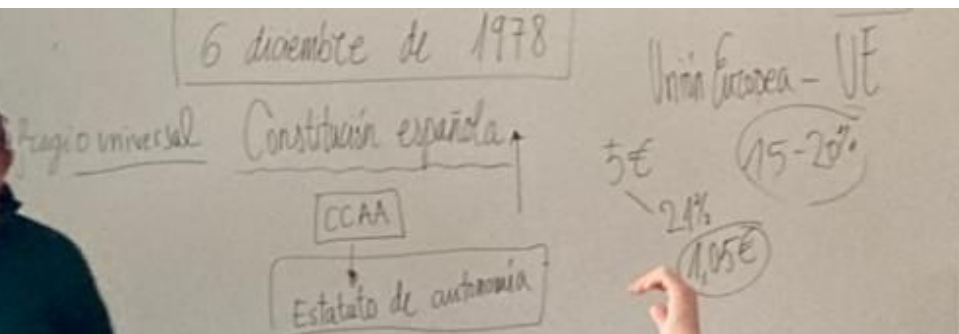 6 diciembre de 1978
Unión Europea - UE
universal Constitución española
5€ 15-20%
21%
CCAA
1,05€
Estatuto de autonomía